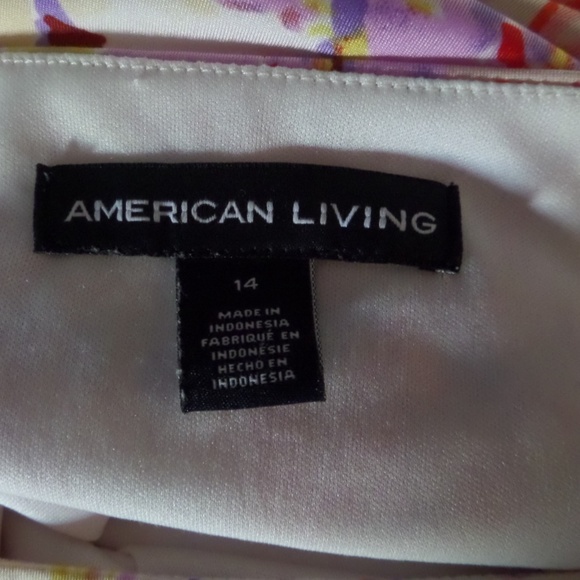 AMERICAN LIVING
14
MADE IN
INDONESIA
FABRIQUÉ EN
INDONÉSIE
HECHO EN
INDONESIA